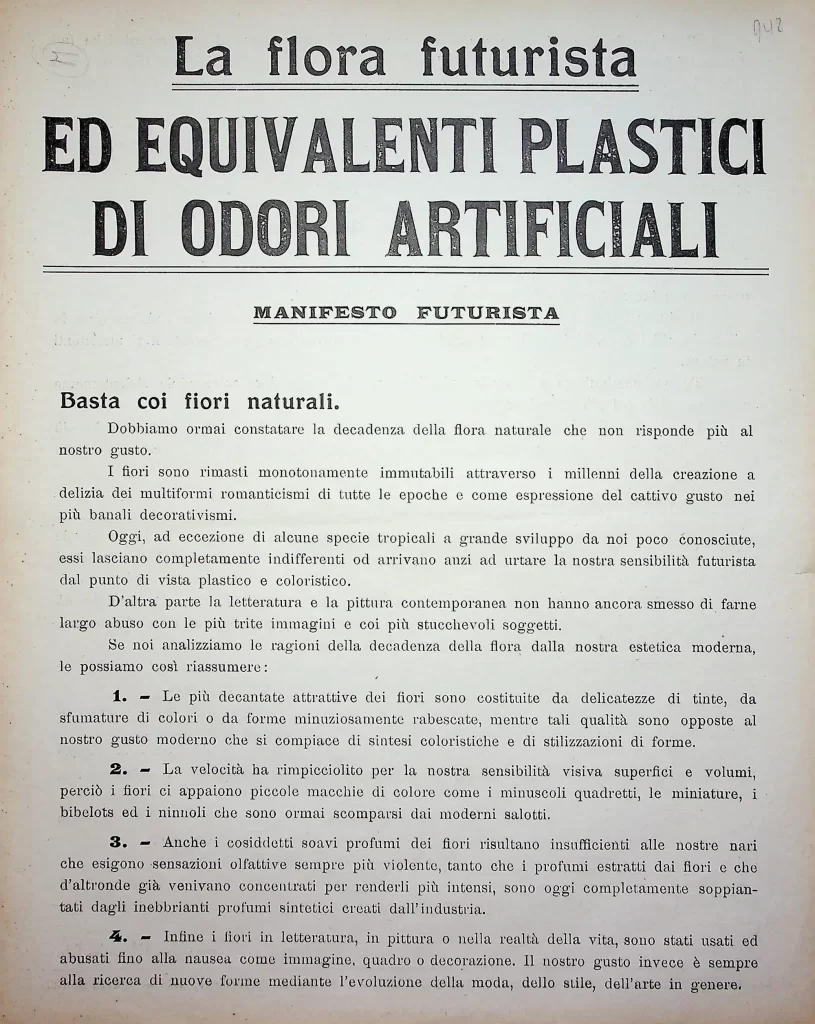 La flora futurista
ED EQUIVALENTI PLASTICI
DI ODORI ARTIFICIALI
MANIFESTO FUTURISTA
Basta coi fiori naturali.
Dobbiamo ormai constatare la decadenza della flora naturale che non risponde più al
nostro gusto.
I fiori sono rimasti monotonamente immutabili attraverso i millenni della creazione a
delizia dei multiformi romanticismi di tutte le epoche e come espressione del cattivo gusto nei
più banali decorativismi.
Oggi, ad eccezione di alcune specie tropicali a grande sviluppo da noi poco conosciute,
essi lasciano completamente indifferenti od arrivano anzi ad urtare la nostra sensibilità futurista
dal punto di vista plastico e coloristico.
D'altra parte la letteratura e la pittura contemporanea non hanno ancora smesso di farne
largo abuso con le più trite immagini e coi più stucchevoli soggetti.
Se noi analizziamo le ragioni della decadenza della flora dalla nostra estetica moderna,
le possiamo così riassumere:
1. – Le più decantate attrattive dei fiori sono costituite da delicatezze di tinte, da
sfumature di colori o da forme minuziosamente rabescate, mentre tali qualità sono opposte al
nostro gusto moderno che si compiace di sintesi coloristiche e di stilizzazioni di forme.
2. – La velocità ha rimpicciolito per la nostra sensibilità visiva superfici e volumi,
perciò i fiori ci appaiono piccole macchie di colore come i minuscoli quadretti, le miniature, i
bibelots ed i ninnoli che sono ormai scomparsi dai moderni salotti.
3. – Anche i cosiddetti soavi profumi dei fiori risultano insufficienti alle nostre nari
che esigono sensazioni olfattive sempre più violente, tanto che i profumi estratti dai fiori e che
d'altronde già venivano concentrati per renderli più intensi, sono oggi completamente soppian-
tati dagli inebbrianti profumi sintetici creati dall'industria.
4. – Infine i fiori in letteratura, in pittura o nella realtà della vita, sono stati usati ed
abusati fino alla nausea come immagine, quadro o decorazione. Il nostro gusto invece è sempre
alla ricerca di nuove forme mediante l'evoluzione della moda, dello stile, dell'arte in genere.